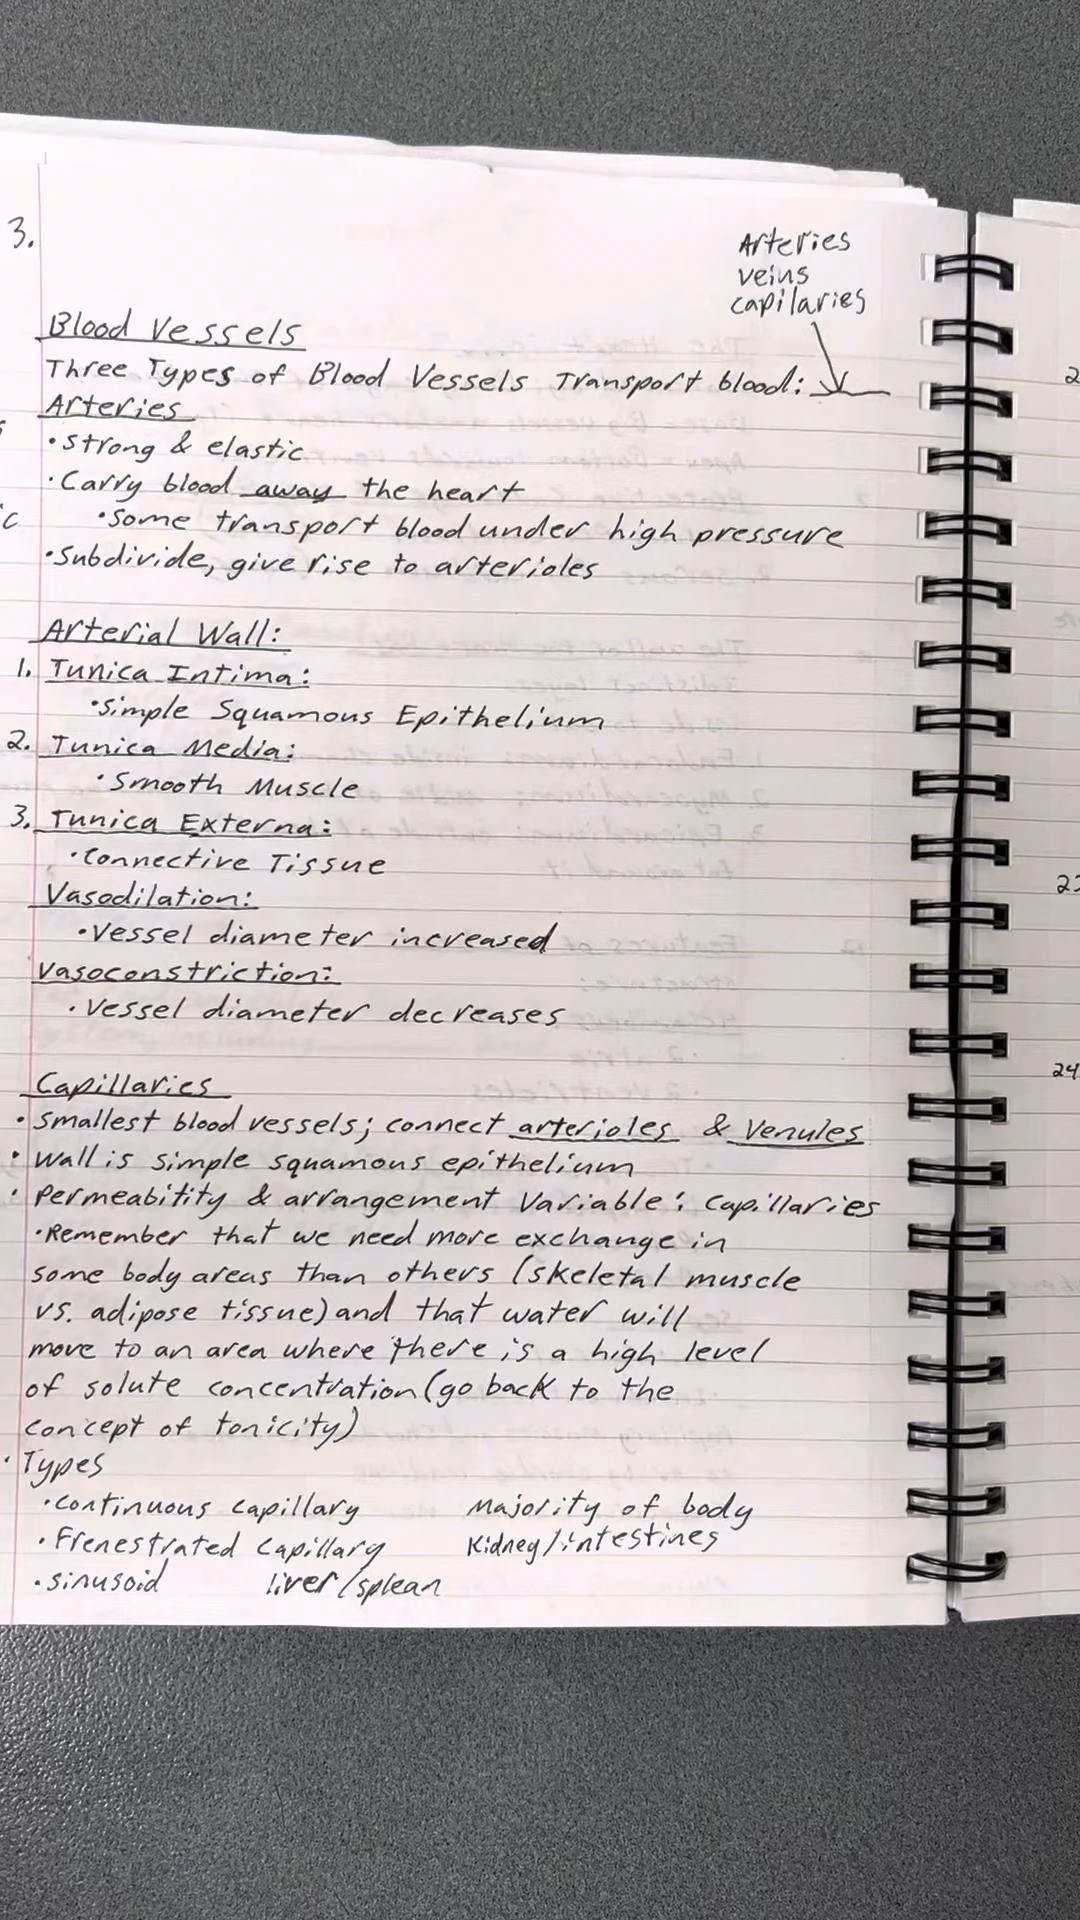 3.
Arteries
veins
capilaries
Blood Vessels
Three Types of Blood Vessels Transport blood:
Arteries
• Strong & elastic
• Carry blood away the heart
• Some transport blood under high pressure
• Subdivide, give rise to arterioles
Arterial Wall:
1. Tunica Intima:
• Simple Squamous Epithelium
2. Tunica Media:
• Smooth Muscle
3. Tunica Externa:
• Connective Tissue
Vasodilation:
• Vessel diameter increased
Vasoconstriction:
• Vessel diameter decreases
Capillaries
• Smallest blood vessels; connect arterioles & Venules
• Wall is simple squamous epithelium
• Permeabitity & arrangement Variable: Capillaries
• Remember that we need more exchange in
some body areas than others (skeletal muscle
vs. adipose tissue) and that water will
move to an area where there is a high level
of solute concentration (go back to the
concept of tonicity)
• Types
• Continuous Capillary Majority of body
• Frenestrated Capillary Kidney/intestines
• Sinusoid liver/splean
23
24